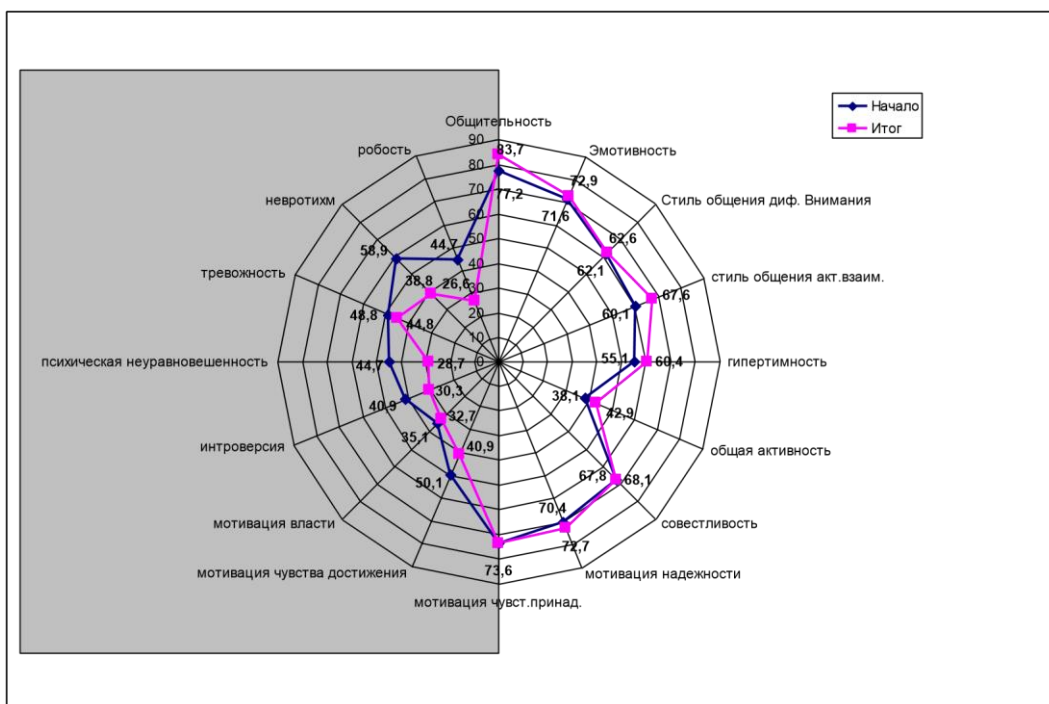 Начало
Итог
Общительность
Эмотивность
Стиль общения диф. Внимания
стиль общения акт.взаим.
гипертимность
общая активность
совестливость
мотивация надежности
мотивация чувст.принад.
мотивация чувства достижения
мотивация власти
интроверсия
психическая неуравновешенность
тревожность
невротихм
робость
90
80
70
60
50
40
30
20
10
0
83,7
77,2
72,9
71,6
62,6
62,1
67,6
60,1
55,1
60,4
38,1
42,9
67,8
68,1
70,4
72,7
73,6
40,9
50,1
32,7
35,1
30,3
40,9
28,7
44,7
44,8
48,8
38,8
58,9
26,6
44,7